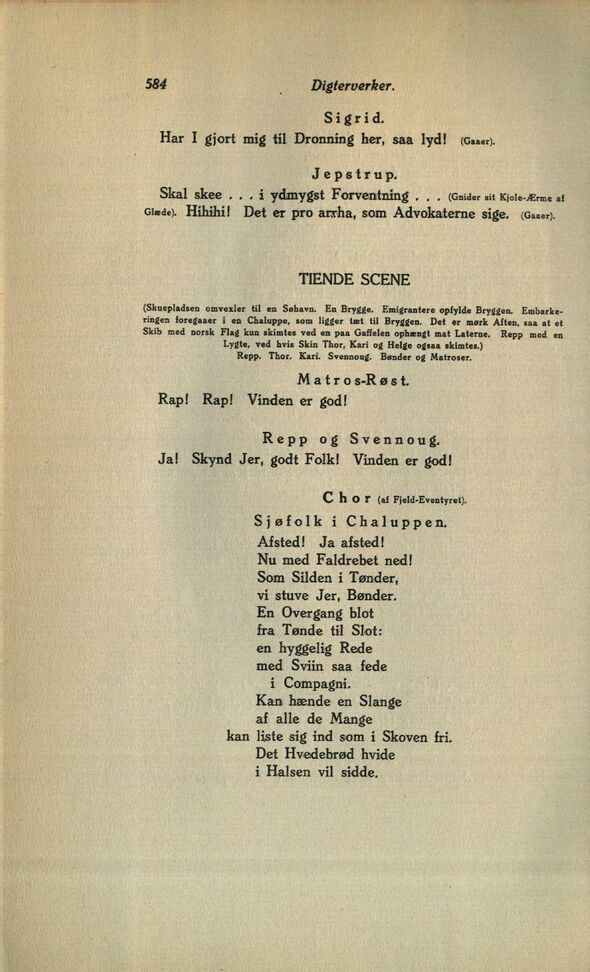 584
Digterverker.
Sigrid.
Har I gjort mig til Dronning her, saa lyd! (Gaaer).
Jepstrup.
Skal skee . . . i ydmygst Forventning . . . (Gnider sit Kjole-Ærme af
Glæde). Hihihi! Det er pro arrha, som Advokaterne sige. (Gaaer).
TIENDE SCENE
(Skuepladsen omvexler til en Søhavn. En Brygge. Emigrantere opfylde Bryggen. Embarke-
ringen foregaaer i en Chaluppe, som ligger tæt til Bryggen. Det er mørk Aften, saa at et
Skib med norsk Flag kun skimtes ved en paa Gaffelen ophængt mat Laterne. Repp med en
Lygte, ved hvis Skin Thor, Kari og Helge ogsaa skimtes.)
Repp. Thor. Kari. Svennoug. Bønder og Matroser.
Matros-Røst.
Rap! Rap! Vinden er god!
Repp og Svennoug.
Ja! Skynd Jer, godt Folk! Vinden er god!
Chor (af Fjeld-Eventyret).
Sjøfolk i Chaluppen.
Afsted! Ja afsted!
Nu med Faldrebet ned!
Som Silden i Tønder,
vi stuve Jer, Bønder.
En Overgang blot
fra Tønde til Slot:
en hyggelig Rede
med Sviin saa fede
i Compagni.
Kan hænde en Slange
af alle de Mange
kan liste sig ind som i Skoven fri.
Det Hvedebrød hvide
i Halsen vil sidde.